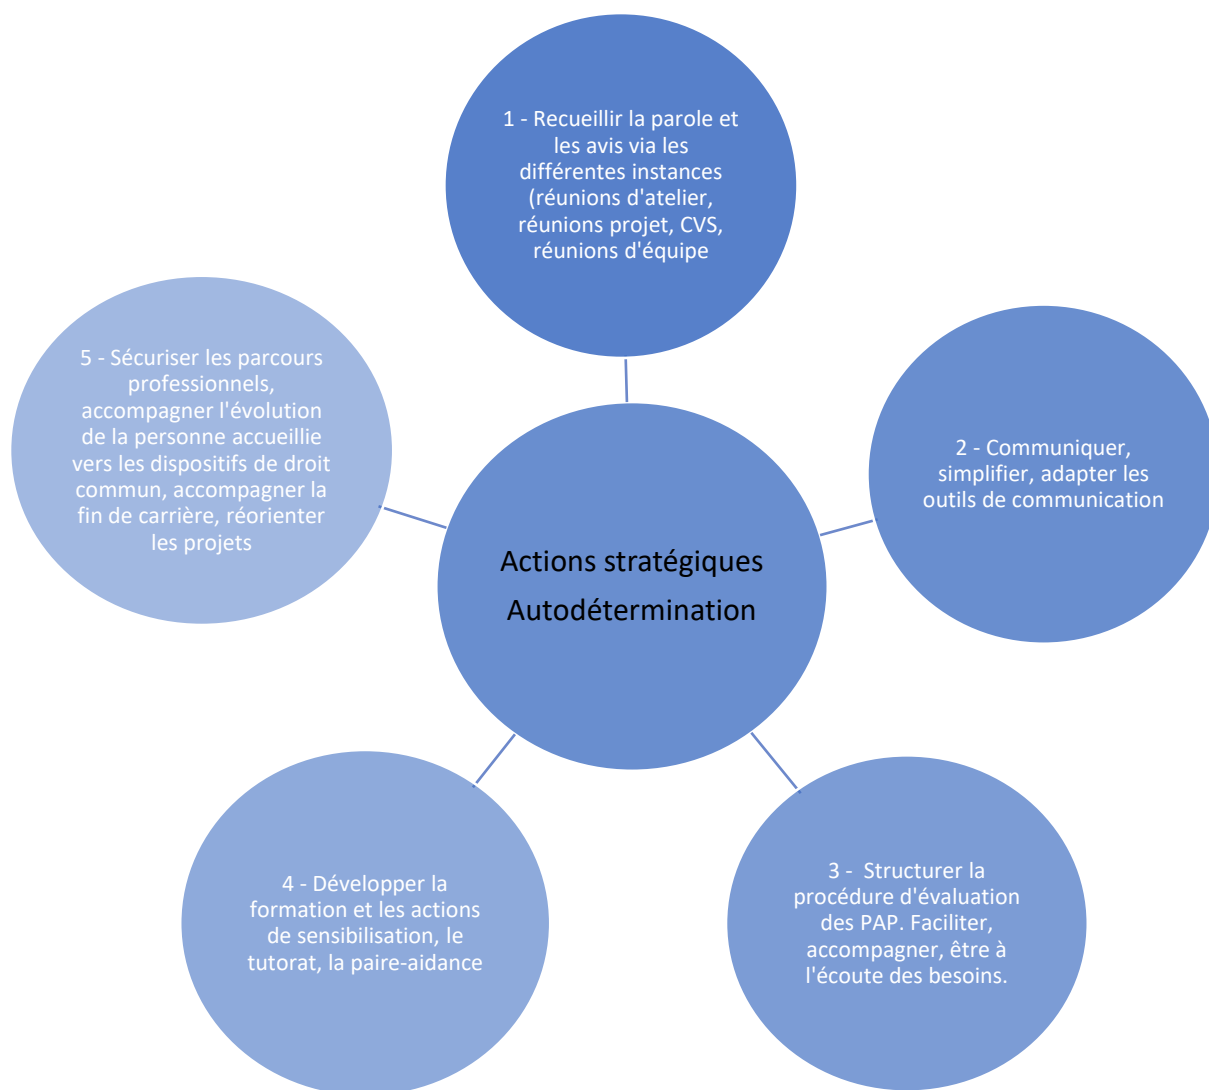 1 - Recueillir la parole et
les avis via les
différentes instances
(réunions d'atelier,
réunions projet, CVS,
réunions d'équipe
2 - Communiquer,
simplifier, adapter les
outils de communication
3 -  Structurer la
procédure d'évaluation
des PAP. Faciliter,
accompagner, être à
l'écoute des besoins.
4 - Développer la
formation et les actions
de sensibilisation, le
tutorat, la paire-aidance
5 - Sécuriser les parcours
professionnels,
accompagner l'évolution
de la personne accueillie
vers les dispositifs de droit
commun, accompagner la
fin de carrière, réorienter
les projets
Actions stratégiques
Autodétermination